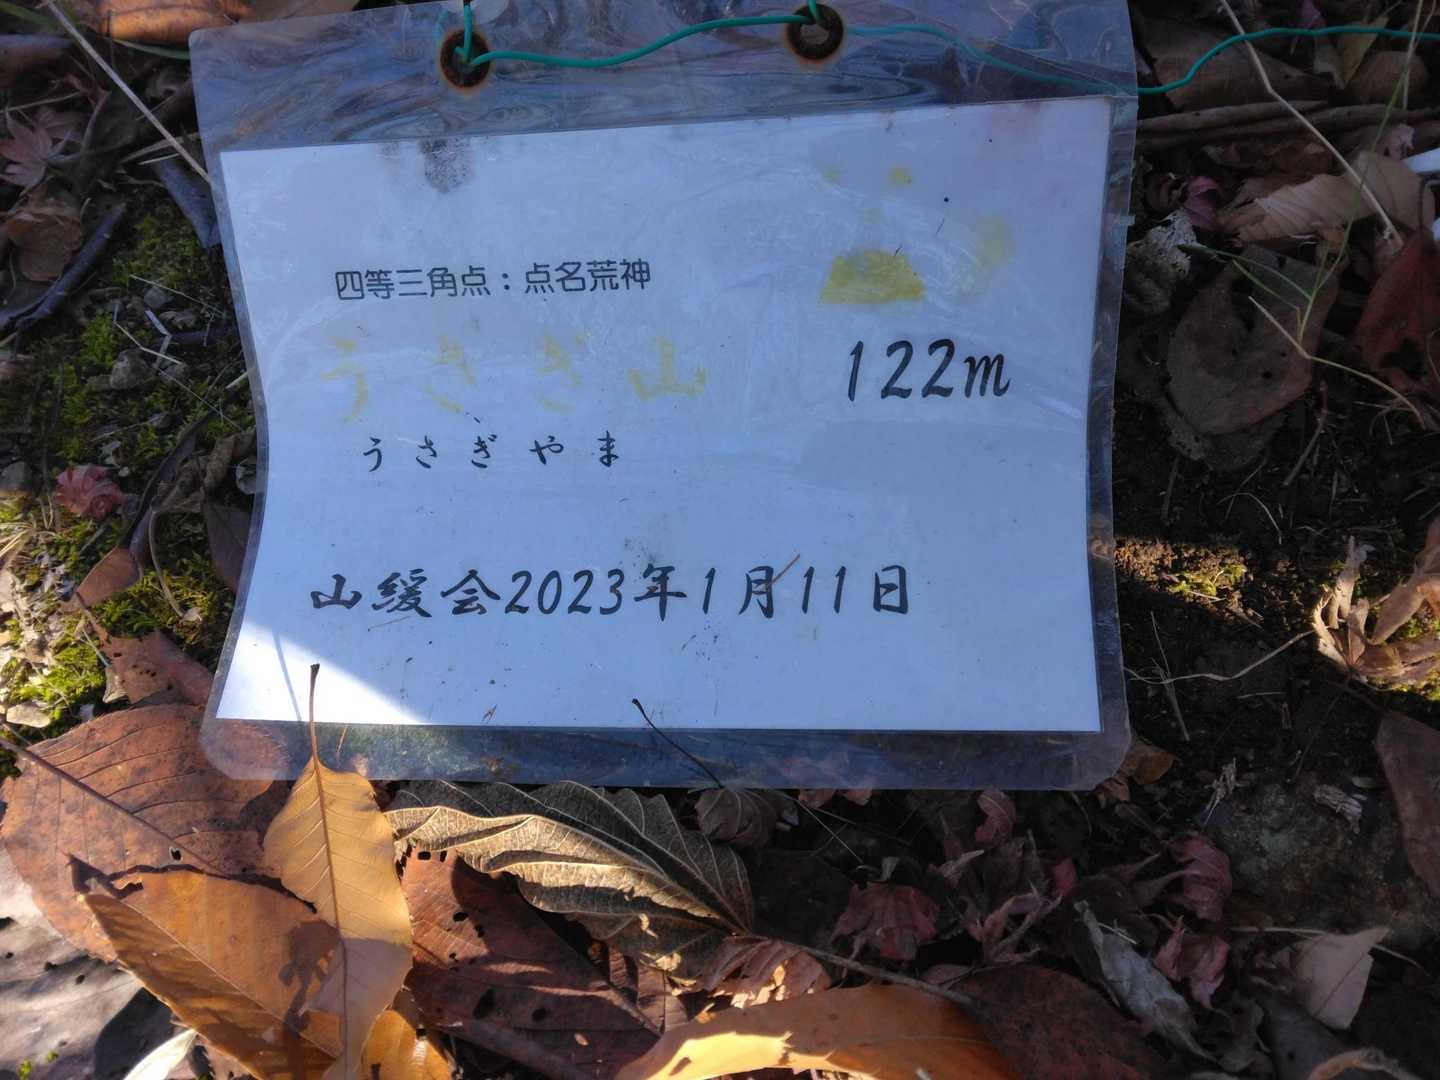 四等三角点：点名荒神
うさぎ山 122m
うさぎやま
山緩会2023年1月11日